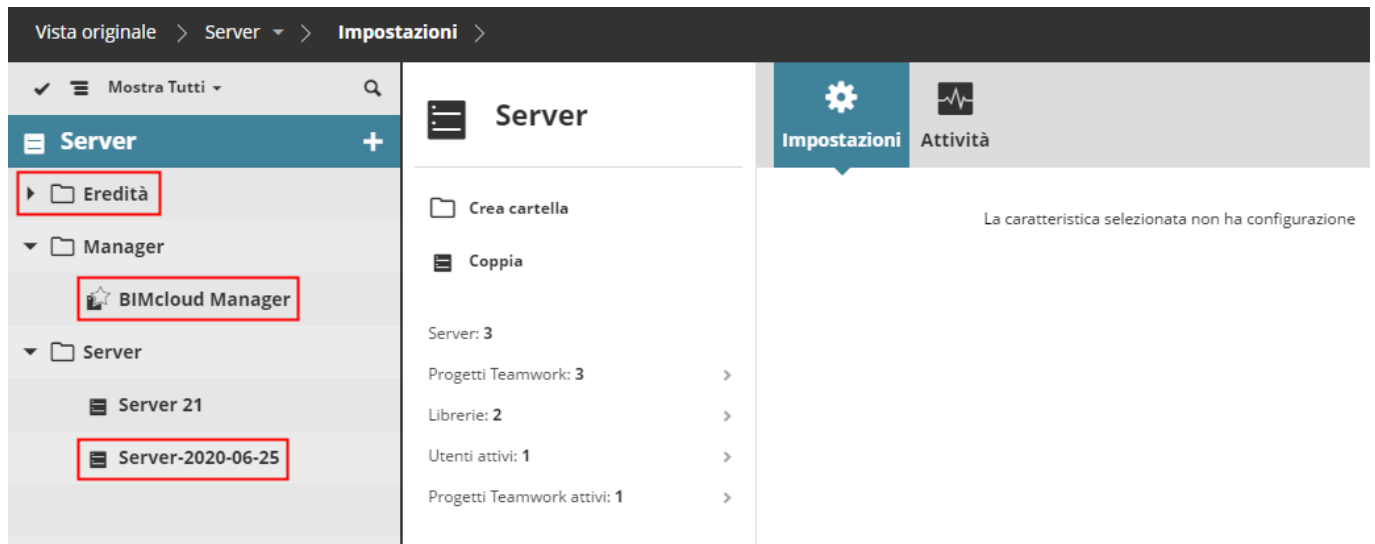 Vista originale > Server > Impostazioni >
Mostra Tutti
Server +
Eredità
Manager
BIMcloud Manager
Server
Server 21
Server-2020-06-25
Server
Crea cartella
Coppia
Server: 3
Progetti Teamwork: 3
Librerie: 2
Utenti attivi: 1
Progetti Teamwork attivi: 1
Impostazioni Attività
La caratteristica selezionata non ha configurazione